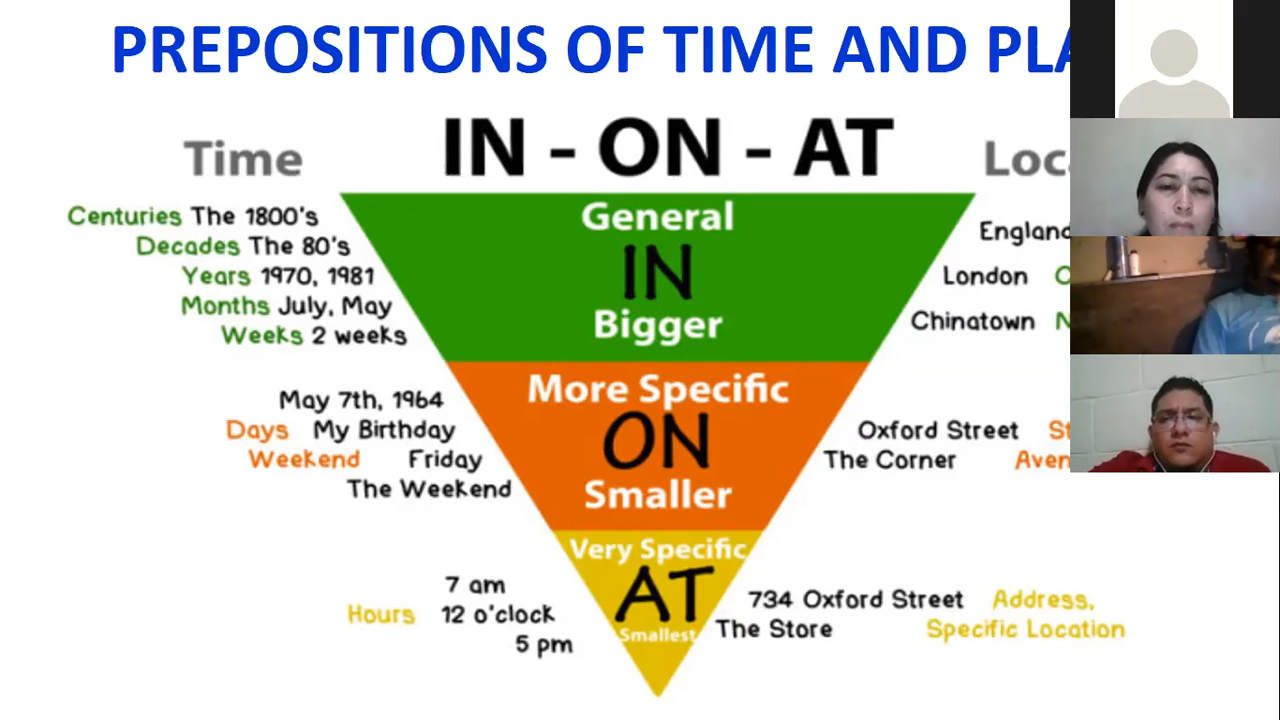 PREPOSITIONS OF TIME AND
IN - ON - AT
Time
Centuries The 1800's
Decades The 80's
Years 1970, 1981
Months July, May
Weeks 2 weeks
General
IN
Bigger
England
London
Chinatown
May 7th, 1964
Days My Birthday
Weekend Friday
The Weekend
More Specific
ON
Smaller
Oxford Street
The Corner
7 am
Hours 12 o'clock
5 pm
Very Specific
AT
Smallest
734 Oxford Street Address,
The Store Specific Location